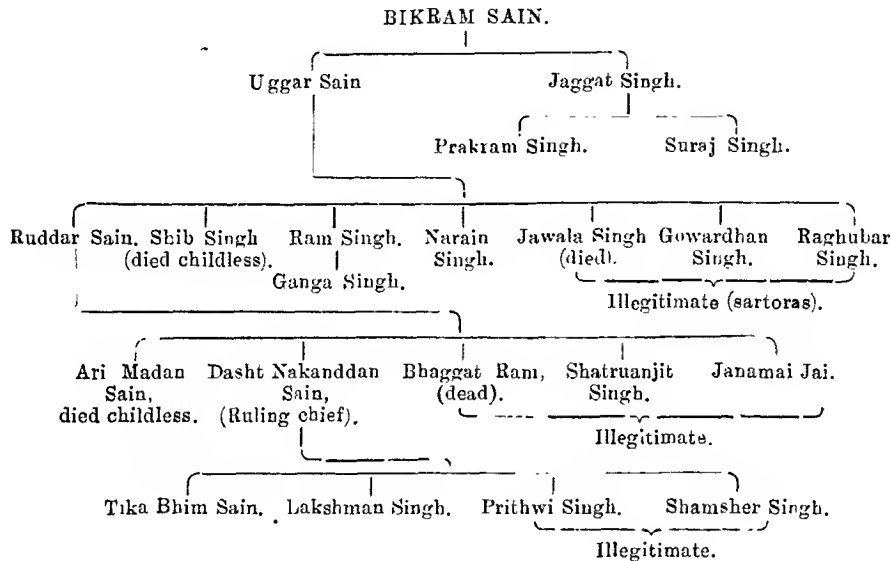 BIKRAM SAIN.
Uggar Sain Jaggat Singh.
Prakram Singh. Suraj Singh.
Ruddar Sain. Shib Singh Ram Singh. Narain Jawala Singh Gowardhan Raghubar
(died childless). Singh. (died). Singh. Singh.
Ganga Singh.
Illegitimate (sartoras).
Ari Madan Dasht Nakanddan Bhaggat Ram, Shatruanjit Janamai Jai.
Sain, Sain, (dead). Singh.
died childless. (Ruling chief).
Illegitimate.
Tika Bhim Sain. Lakshman Singh. Prithwi Singh. Shamsher Singh.
Illegitimate.